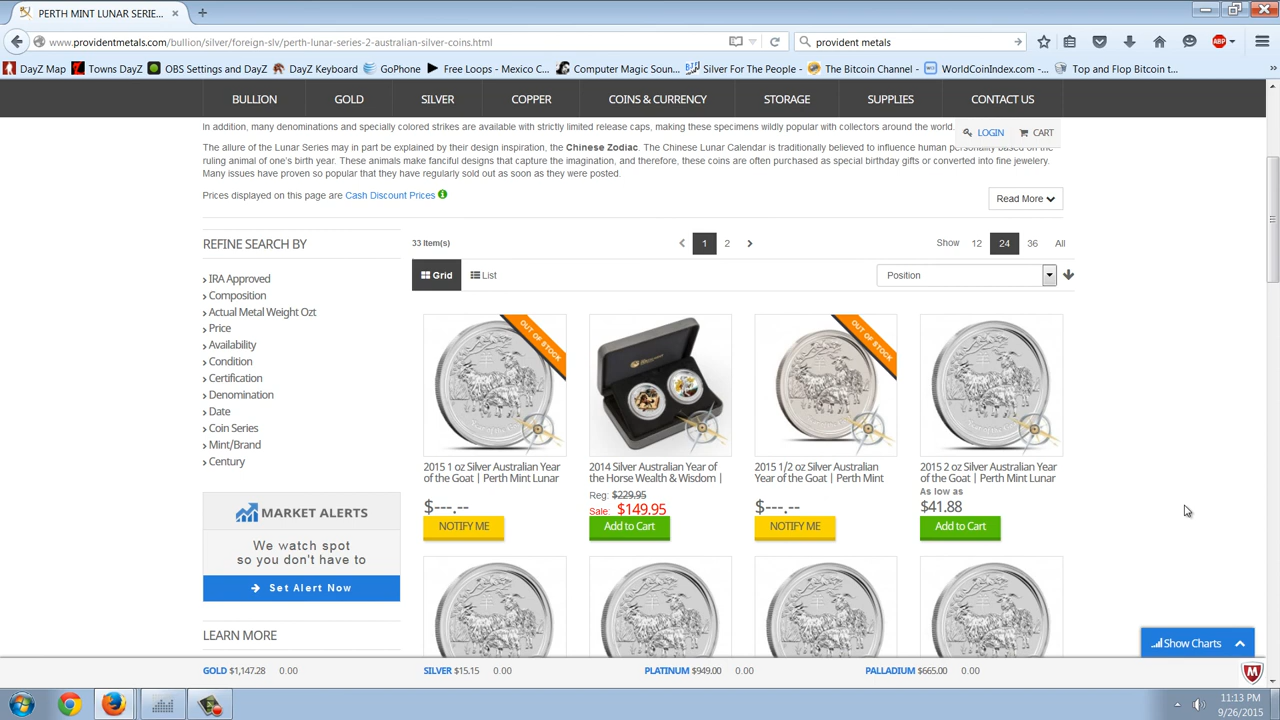 PERTH MINT LUNAR SERIE...
www.providentmetals.com/bullion/silver/foreign-slv/perth-lunar-series-2-australian-silver-coins.html
provident metals
ABP
DayZ Map
Towns DayZ
OBS Settings and DayZ
DayZ Keyboard
GoPhone
Free Loops - Mexico C...
Computer Magic Soun...
Silver For The People -
The Bitcoin Channel -
WorldCoinIndex.com -...
Top and Flop Bitcoin t...
BULLION
GOLD
SILVER
COPPER
COINS & CURRENCY
STORAGE
SUPPLIES
CONTACT US
In addition, many denominations and specially colored strikes are available with strictly limited release caps, making these specimens wildly popular with collectors around the world.
LOGIN
CART
The allure of the Lunar Series may in part be explained by their design inspiration, the Chinese Zodiac. The Chinese Lunar Calendar is traditionally believed to influence human personality based on the
ruling animal of one's birth year. These animals make fanciful designs that capture the imagination, and therefore, these coins are often purchased as special birthday gifts or converted into fine jewelery.
Many issues have proven so popular that they have regularly sold out as soon as they were posted.
Prices displayed on this page are Cash Discount Prices
Read More
REFINE SEARCH BY
IRA Approved
Composition
Actual Metal Weight Ozt
Price
Availability
Condition
Certification
Denomination
Date
Coin Series
Mint/Brand
Century
MARKET ALERTS
We watch spot
so you don't have to
Set Alert Now
LEARN MORE
33 Item(s)
1
2
Show
12
24
36
All
Grid
List
Position
OUT OF STOCK
OUT OF STOCK
2015 1 oz Silver Australian Year
of the Goat | Perth Mint Lunar
$---.--
NOTIFY ME
2014 Silver Australian Year of
the Horse Wealth & Wisdom |
Reg: $229.95
Sale: $149.95
Add to Cart
2015 1/2 oz Silver Australian
Year of the Goat | Perth Mint
$---.--
NOTIFY ME
2015 2 oz Silver Australian Year
of the Goat | Perth Mint Lunar
As low as
$41.88
Add to Cart
Show Charts
GOLD $1,147.28 0.00
SILVER $15.15 0.00
PLATINUM $949.00 0.00
PALLADIUM $665.00 0.00
11:13 PM
9/26/2015